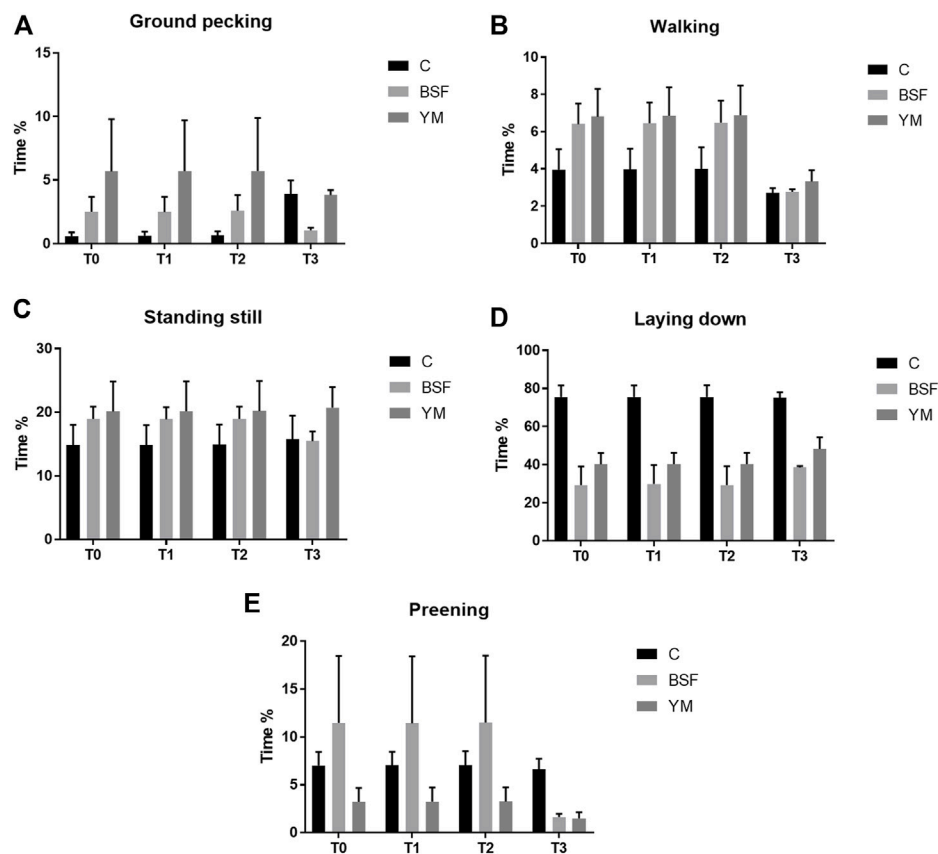 A
Ground pecking
Time %
15
10
5
0
T0 T1 T2 T3
C
BSF
YM
B
Walking
Time %
10
8
6
4
2
0
T0 T1 T2 T3
C
BSF
YM
C
Standing still
Time %
30
20
10
0
T0 T1 T2 T3
C
BSF
YM
D
Laying down
Time %
100
80
60
40
20
0
T0 T1 T2 T3
C
BSF
YM
E
Preening
Time %
20
15
10
5
0
T0 T1 T2 T3
C
BSF
YM